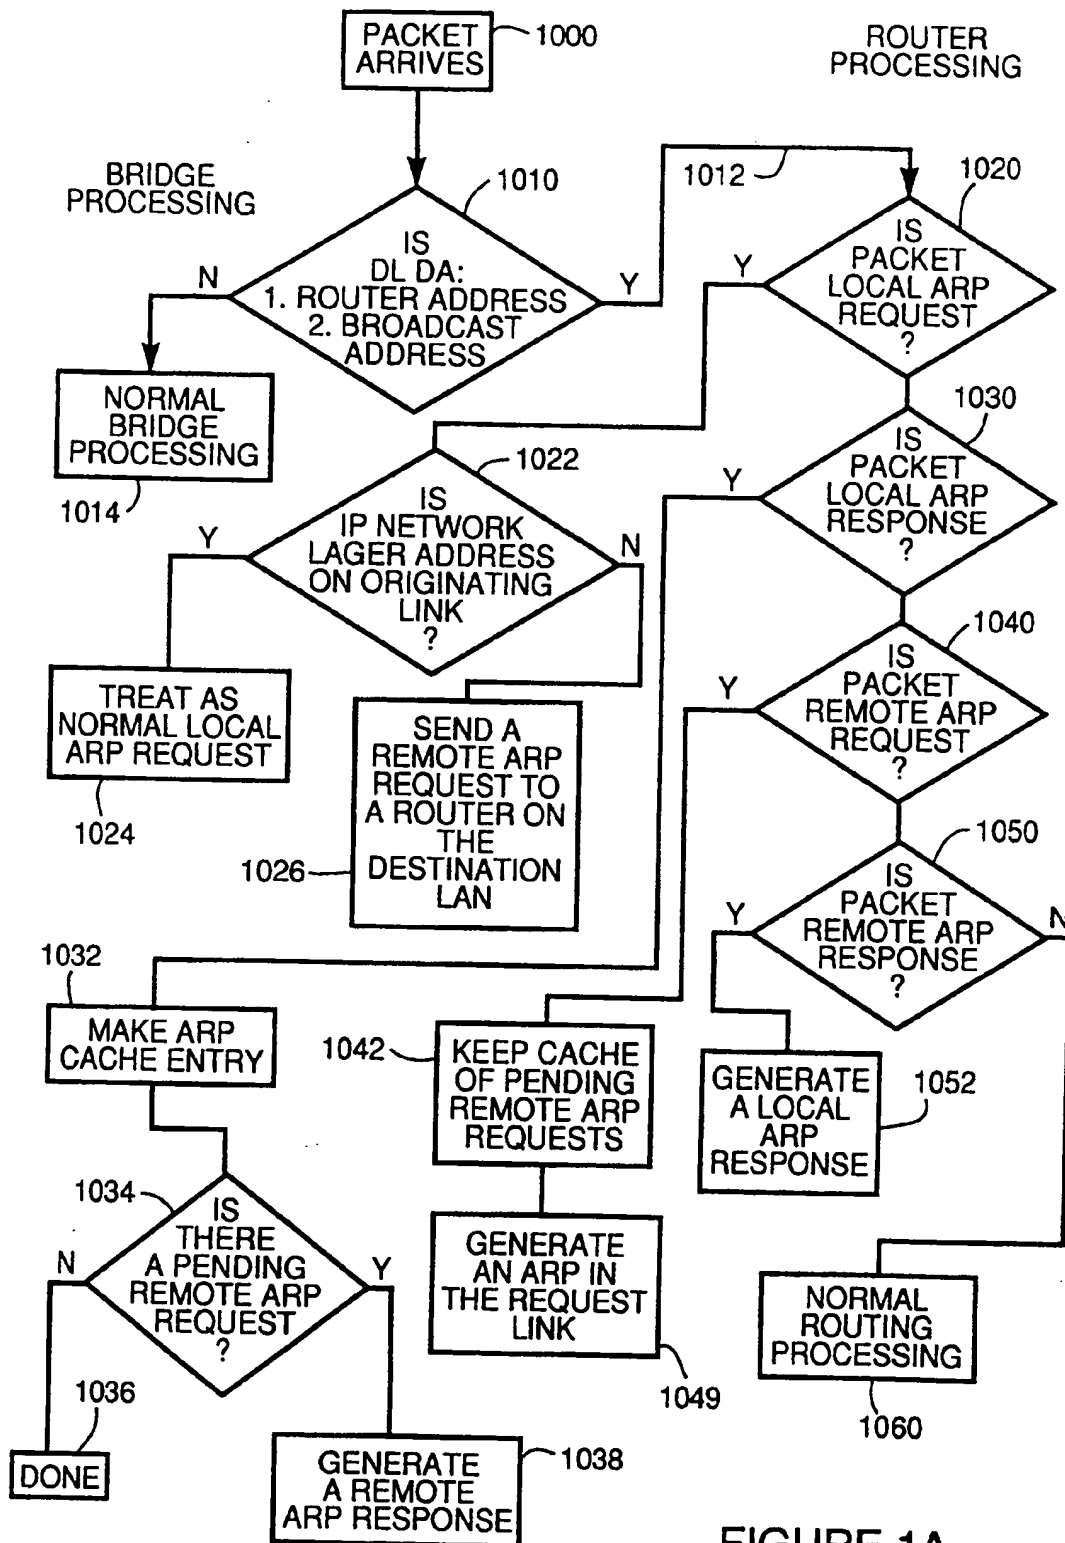 PACKET
ARRIVES
1000
ROUTER
PROCESSING
BRIDGE
PROCESSING
1010
1012
1020
IS
DL DA:
1. ROUTER ADDRESS
2. BROADCAST
ADDRESS
N
Y
IS
PACKET
LOCAL ARP
REQUEST
?
Y
NORMAL
BRIDGE
PROCESSING
1014
1022
IS
IP NETWORK
LAGER ADDRESS
ON ORIGINATING
LINK
?
Y
N
1030
IS
PACKET
LOCAL ARP
RESPONSE
?
Y
TREAT AS
NORMAL LOCAL
ARP REQUEST
1024
SEND A
REMOTE ARP
REQUEST TO
A ROUTER ON
THE
DESTINATION
LAN
1026
1040
IS
PACKET
REMOTE ARP
REQUEST
?
Y
1050
IS
PACKET
REMOTE ARP
RESPONSE
?
Y
N
1032
MAKE ARP
CACHE ENTRY
1042
KEEP CACHE
OF PENDING
REMOTE ARP
REQUESTS
GENERATE
A LOCAL
ARP
RESPONSE
1052
1034
IS
THERE
A PENDING
REMOTE ARP
REQUEST
?
N
Y
GENERATE
AN ARP IN
THE REQUEST
LINK
1049
NORMAL
ROUTING
PROCESSING
1060
1036
DONE
GENERATE
A REMOTE
ARP RESPONSE
1038
FIGURE 1A